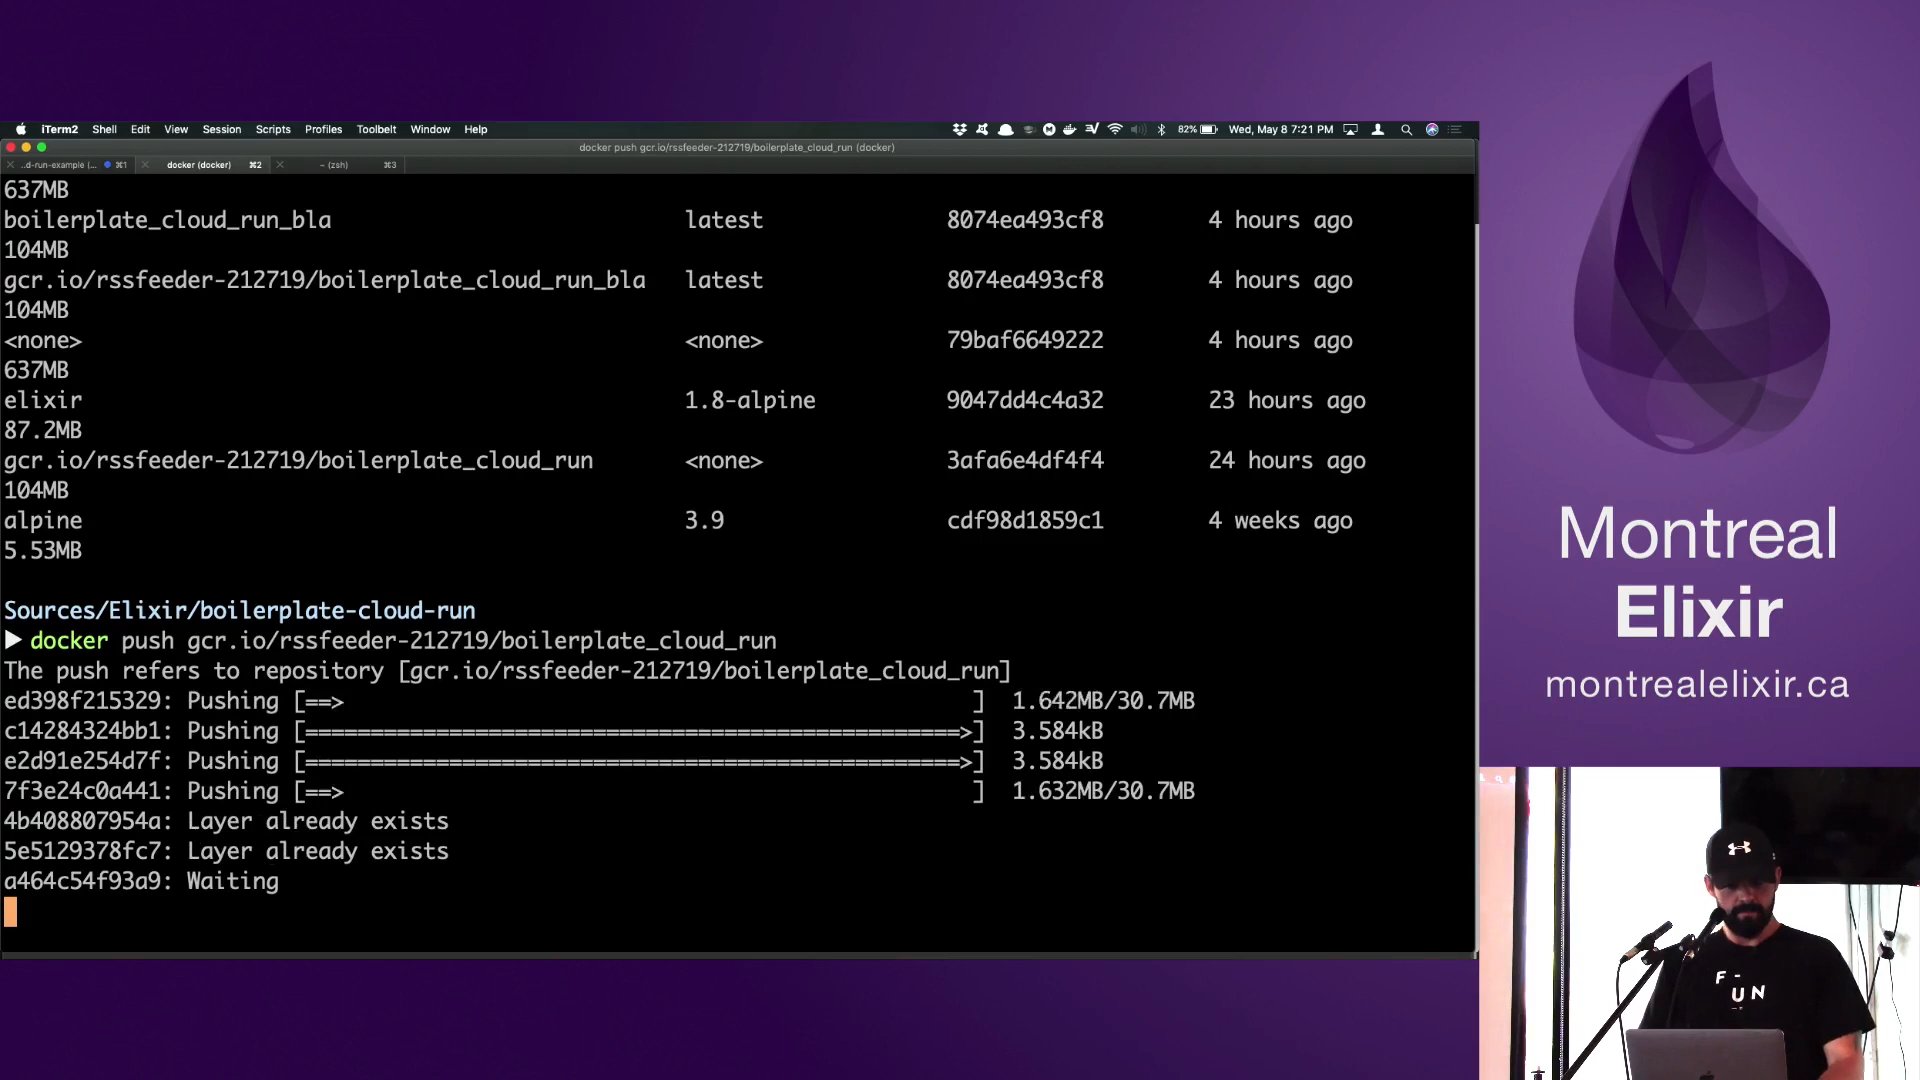 iTerm2 Shell Edit View Session Scripts Profiles Toolbelt Window Help 82% Wed, May 8 7:21 PM
docker push gcr.io/rssfeeder-212719/boilerplate_cloud_run (docker)
..d-run-example (... ⌘1 docker (docker) ⌘2 ~ (zsh) ⌘3
637MB
boilerplate_cloud_run_bla latest 8074ea493cf8 4 hours ago
104MB
gcr.io/rssfeeder-212719/boilerplate_cloud_run_bla latest 8074ea493cf8 4 hours ago
104MB
<none> <none> 79baf6649222 4 hours ago
637MB
elixir 1.8-alpine 9047dd4c4a32 23 hours ago
87.2MB
gcr.io/rssfeeder-212719/boilerplate_cloud_run <none> 3afa6e4df4f4 24 hours ago
104MB
alpine 3.9 cdf98d1859c1 4 weeks ago
5.53MB
Sources/Elixir/boilerplate-cloud-run
▶ docker push gcr.io/rssfeeder-212719/boilerplate_cloud_run
The push refers to repository [gcr.io/rssfeeder-212719/boilerplate_cloud_run]
ed398f215329: Pushing [==> ] 1.642MB/30.7MB
c14284324bb1: Pushing [==================================================>] 3.584kB
e2d91e254d7f: Pushing [==================================================>] 3.584kB
7f3e24c0a441: Pushing [==> ] 1.632MB/30.7MB
4b408807954a: Layer already exists
5e5129378fc7: Layer already exists
a464c54f93a9: Waiting
Montreal
Elixir
montrealelixir.ca
F -
UN